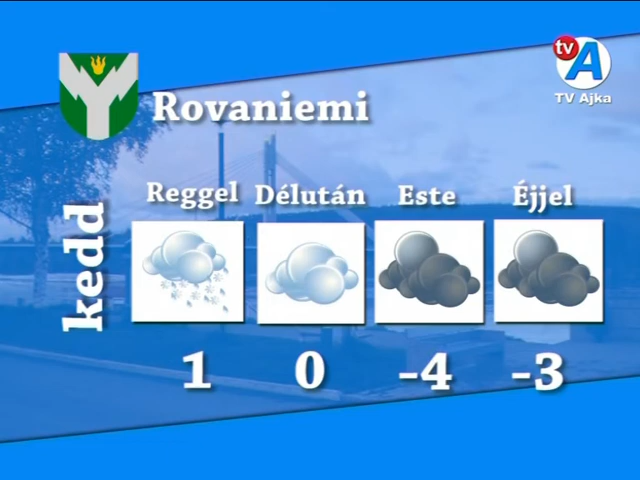 tv A
TV Ajka
Rovaniemi
kedd
Reggel Délután Este Éjjel
1 0 -4 -3